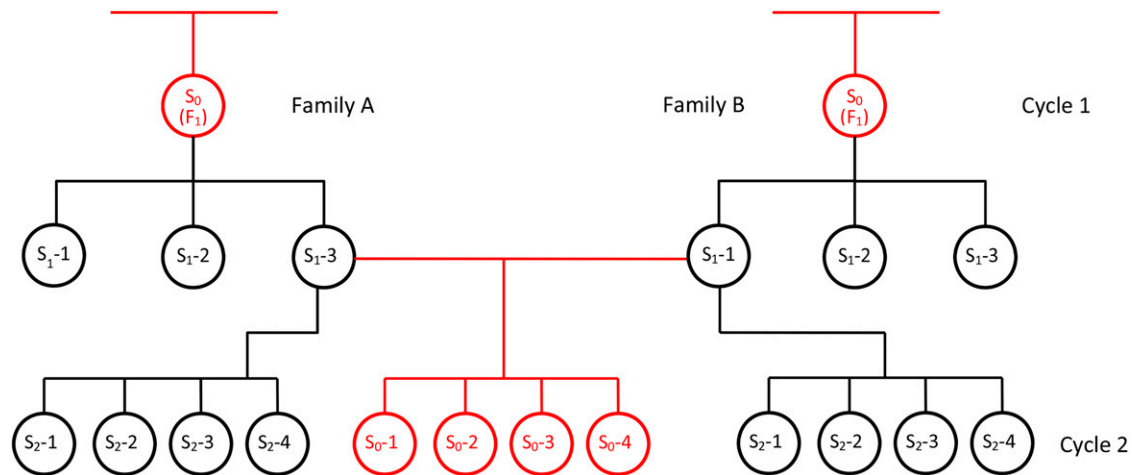 S₀
(F₁)
Family A
Family B
S₀
(F₁)
Cycle 1
S₁-1
S₁-2
S₁-3
S₁-1
S₁-2
S₁-3
S₂-1
S₂-2
S₂-3
S₂-4
S₀-1
S₀-2
S₀-3
S₀-4
S₂-1
S₂-2
S₂-3
S₂-4
Cycle 2